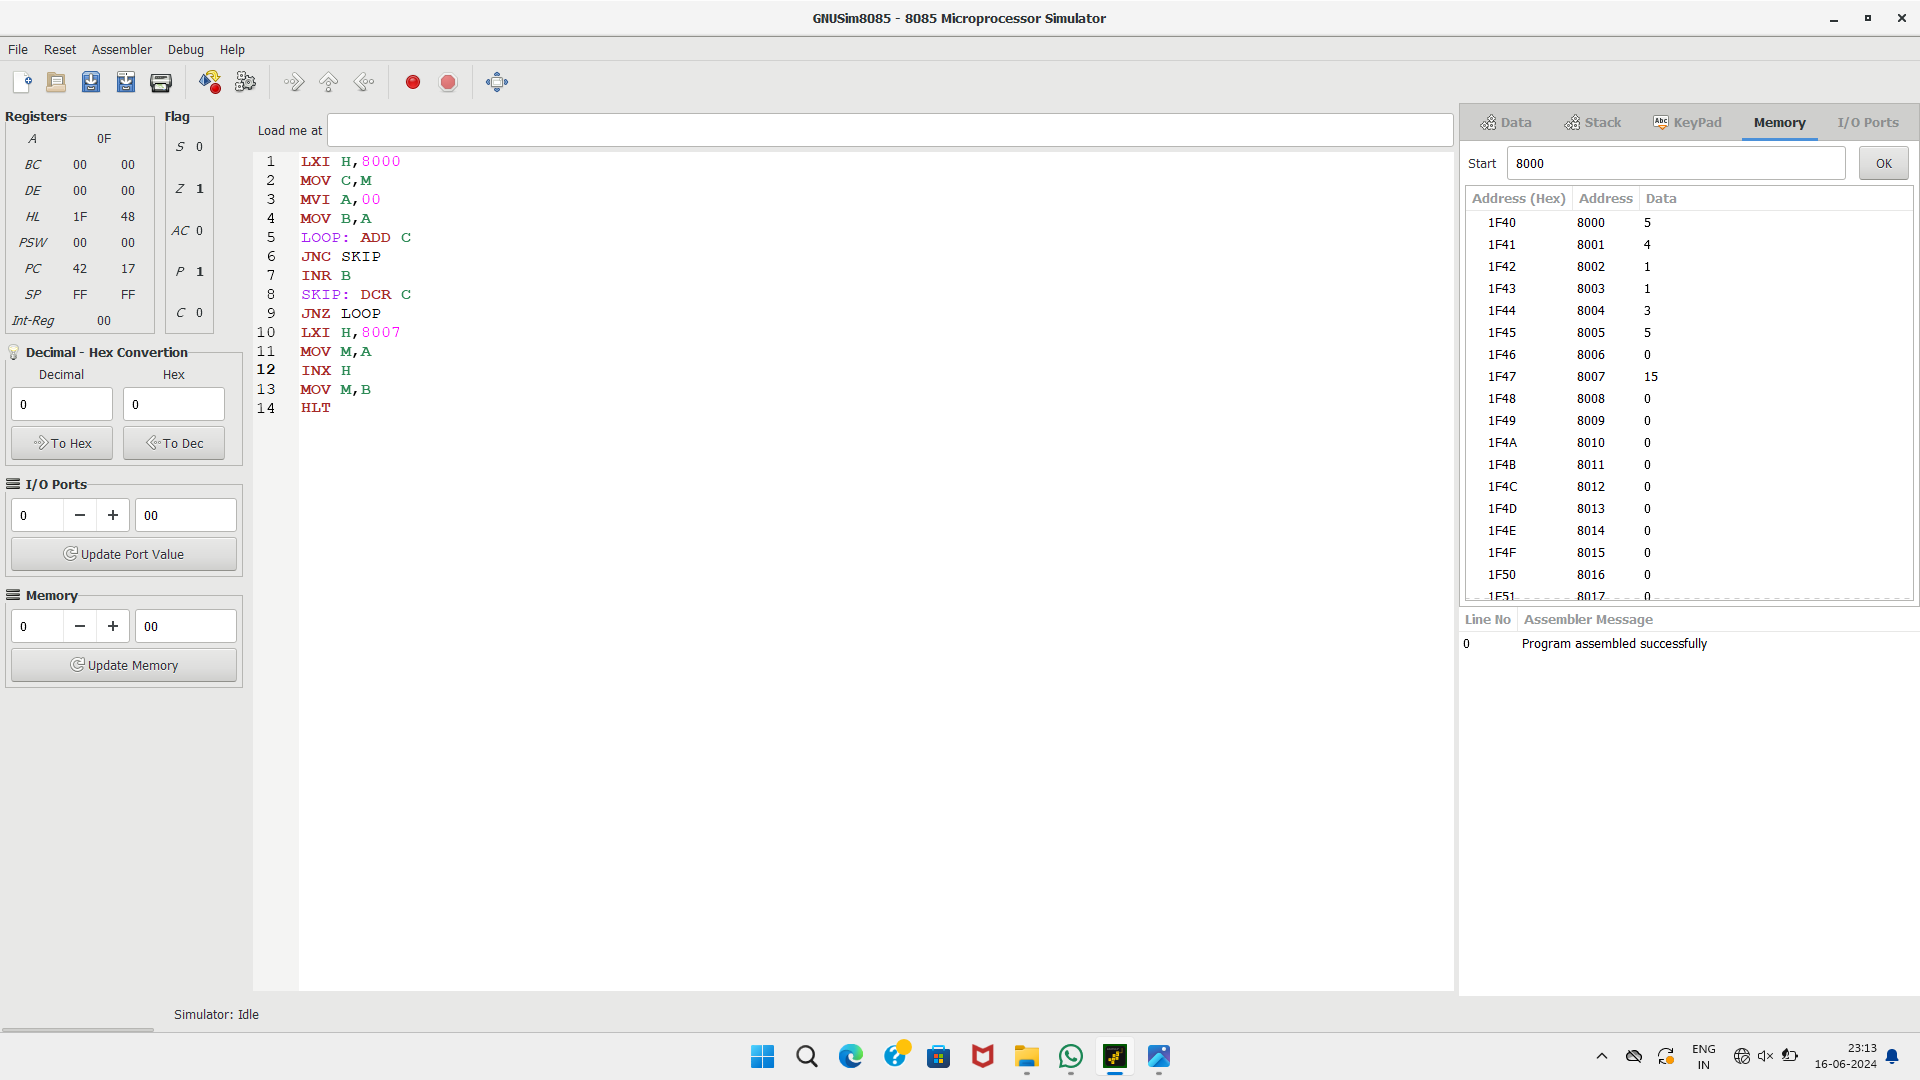 GNUSim8085 - 8085 Microprocessor Simulator
File Reset Assembler Debug Help
Registers
A 0F
BC 00 00
DE 00 00
HL 1F 48
PSW 00 00
PC 42 17
SP FF FF
Int-Reg 00
Flag
S 0
Z 1
AC 0
P 1
C 0
Decimal - Hex Convertion
Decimal Hex
0 0
To Hex To Dec
I/O Ports
0 − + 00
Update Port Value
Memory
0 − + 00
Update Memory
Load me at
1 LXI H,8000
2 MOV C,M
3 MVI A,00
4 MOV B,A
5 LOOP: ADD C
6 JNC SKIP
7 INR B
8 SKIP: DCR C
9 JNZ LOOP
10 LXI H,8007
11 MOV M,A
12 INX H
13 MOV M,B
14 HLT
Data Stack Abc KeyPad Memory I/O Ports
Start 8000 OK
Address (Hex) Address Data
1F40 8000 5
1F41 8001 4
1F42 8002 1
1F43 8003 1
1F44 8004 3
1F45 8005 5
1F46 8006 0
1F47 8007 15
1F48 8008 0
1F49 8009 0
1F4A 8010 0
1F4B 8011 0
1F4C 8012 0
1F4D 8013 0
1F4E 8014 0
1F4F 8015 0
1F50 8016 0
1F51 8017 0
Line No Assembler Message
0 Program assembled successfully
Simulator: Idle
ENG
IN
23:13
16-06-2024